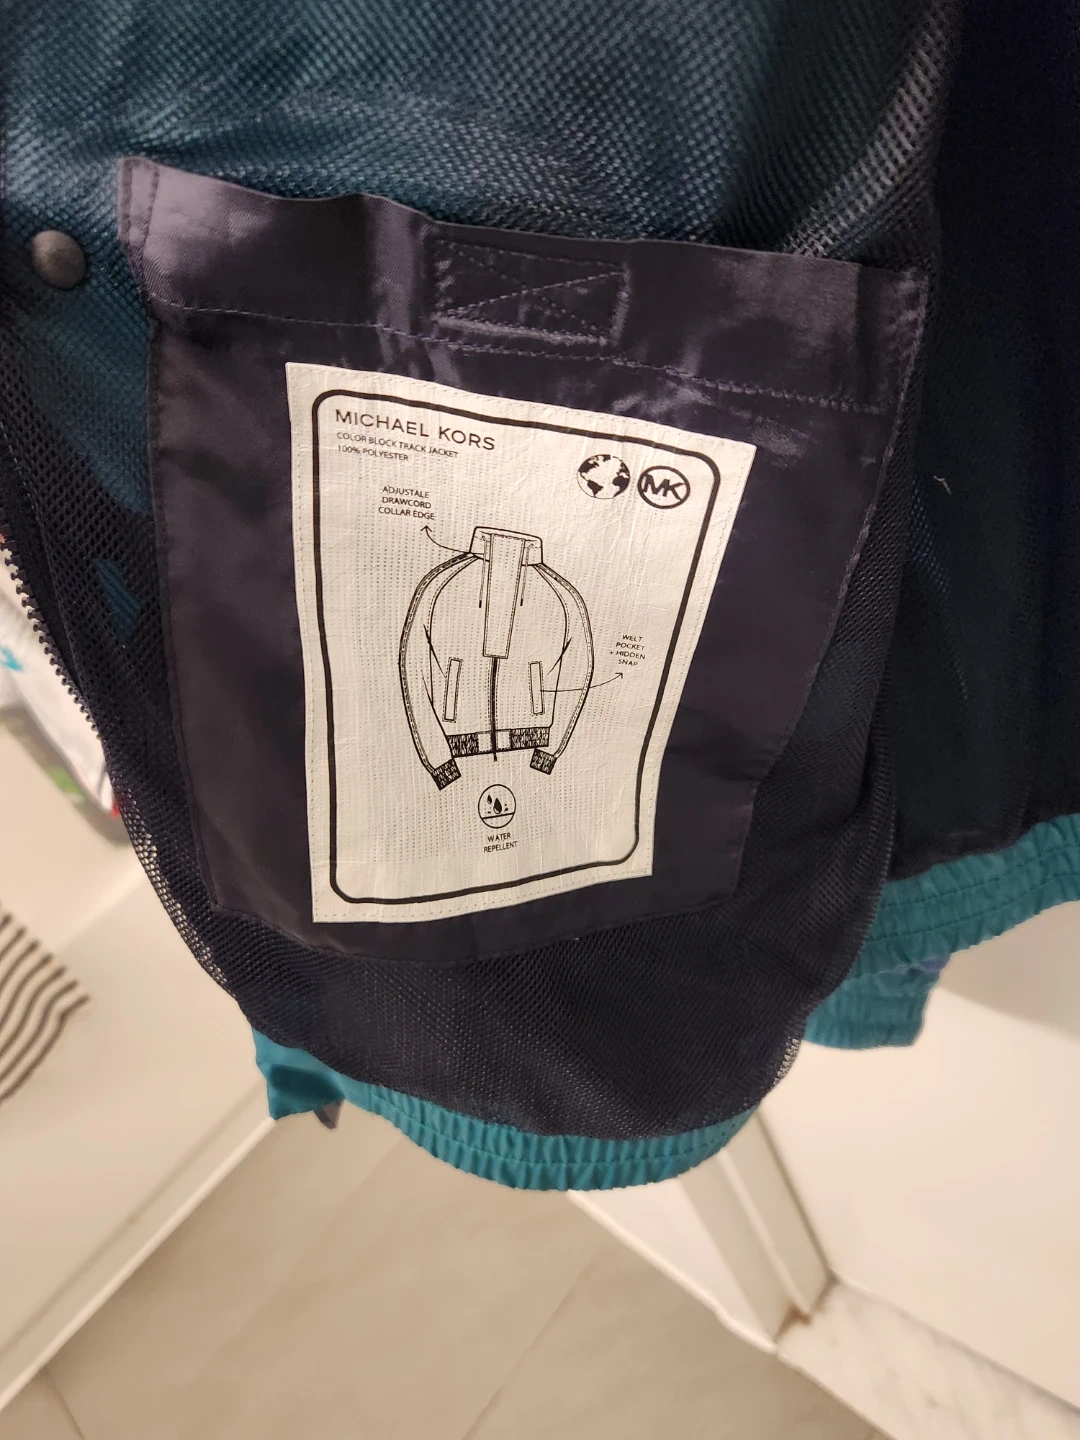 MICHAEL KORS
COLOR BLOCK TRACK JACKET
100% POLYESTER
MK
ADJUSTALE
DRAWCORD
COLLAR EDGE
WELT
POCKET
+ HIDDEN
SNAP
WATER
REPELLENT